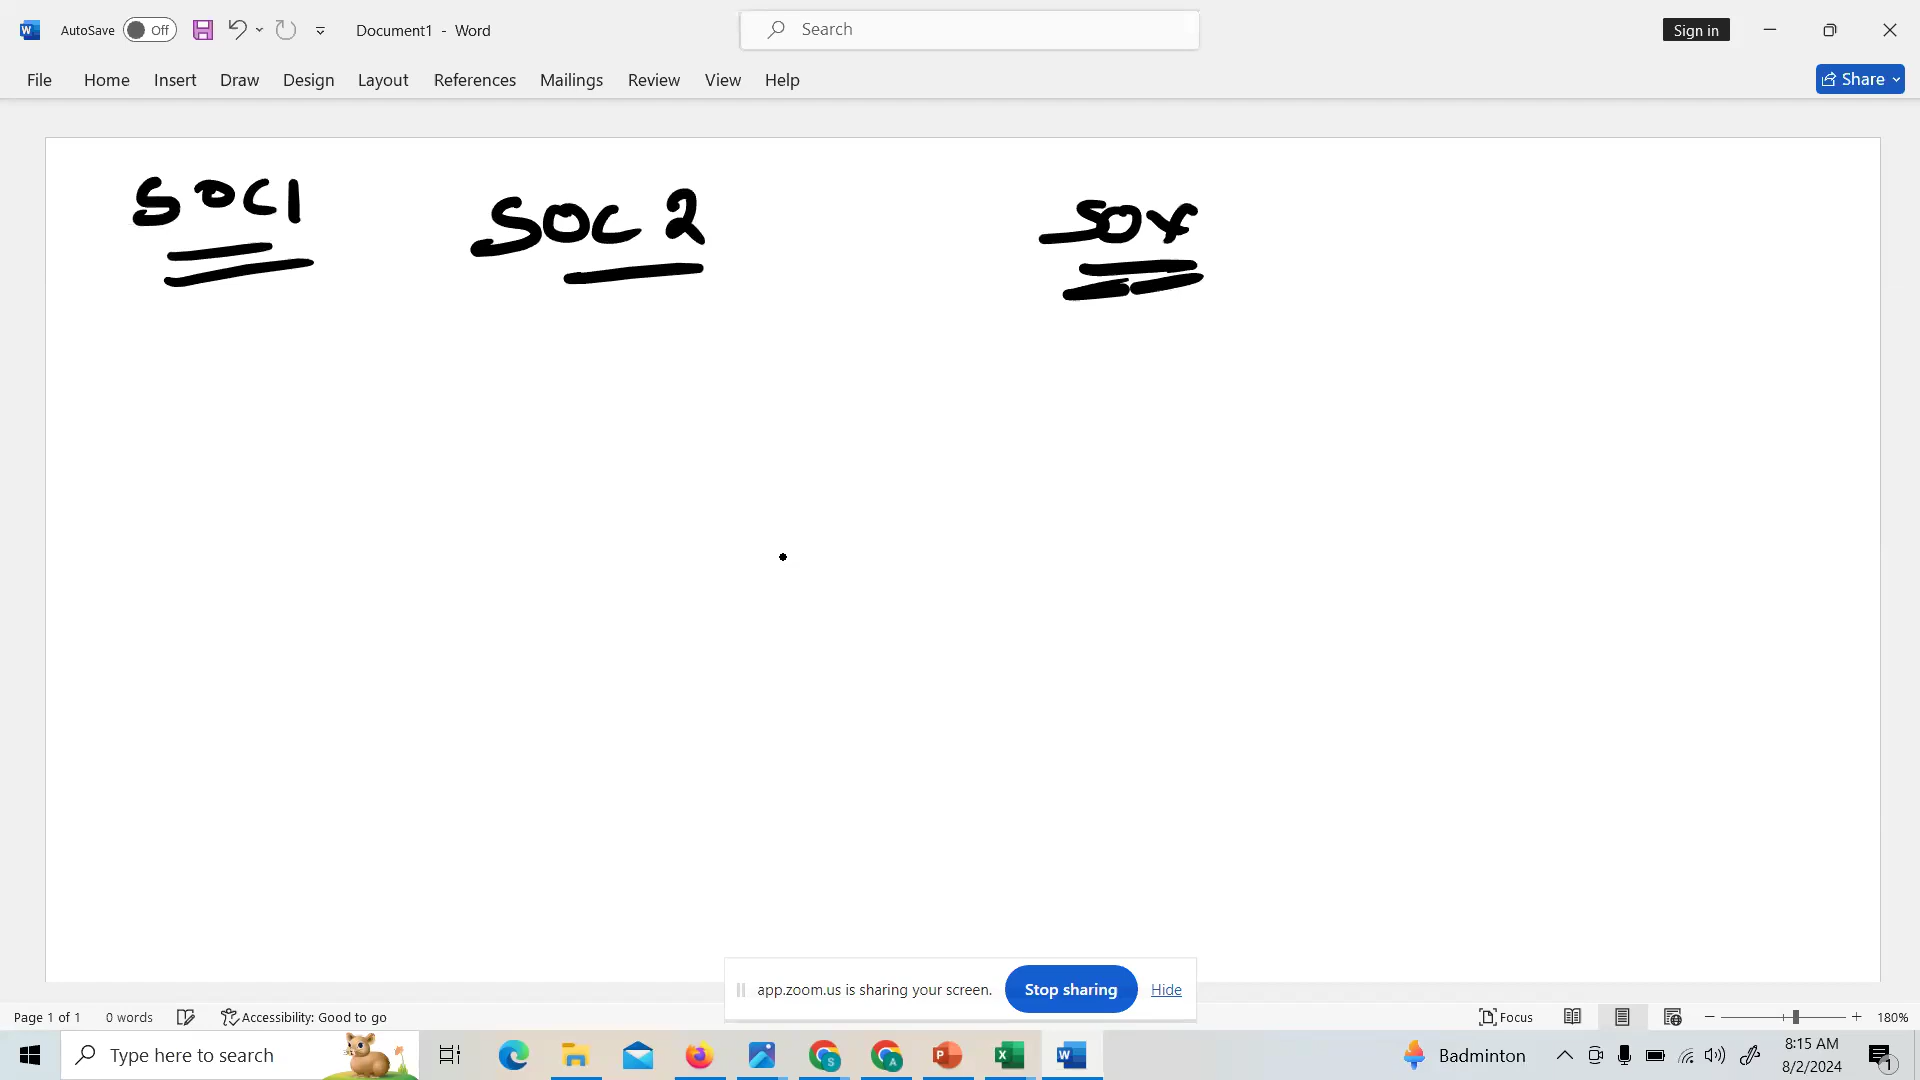 AutoSave Off Document1 - Word Search Sign in
File Home Insert Draw Design Layout References Mailings Review View Help Share
SOC1 SOC 2 SOX
app.zoom.us is sharing your screen. Stop sharing Hide
Page 1 of 1 0 words Accessibility: Good to go Focus 180%
Type here to search Badminton 8:15 AM
8/2/2024 1